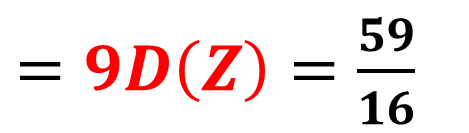 = 9D(Z) = 59/16